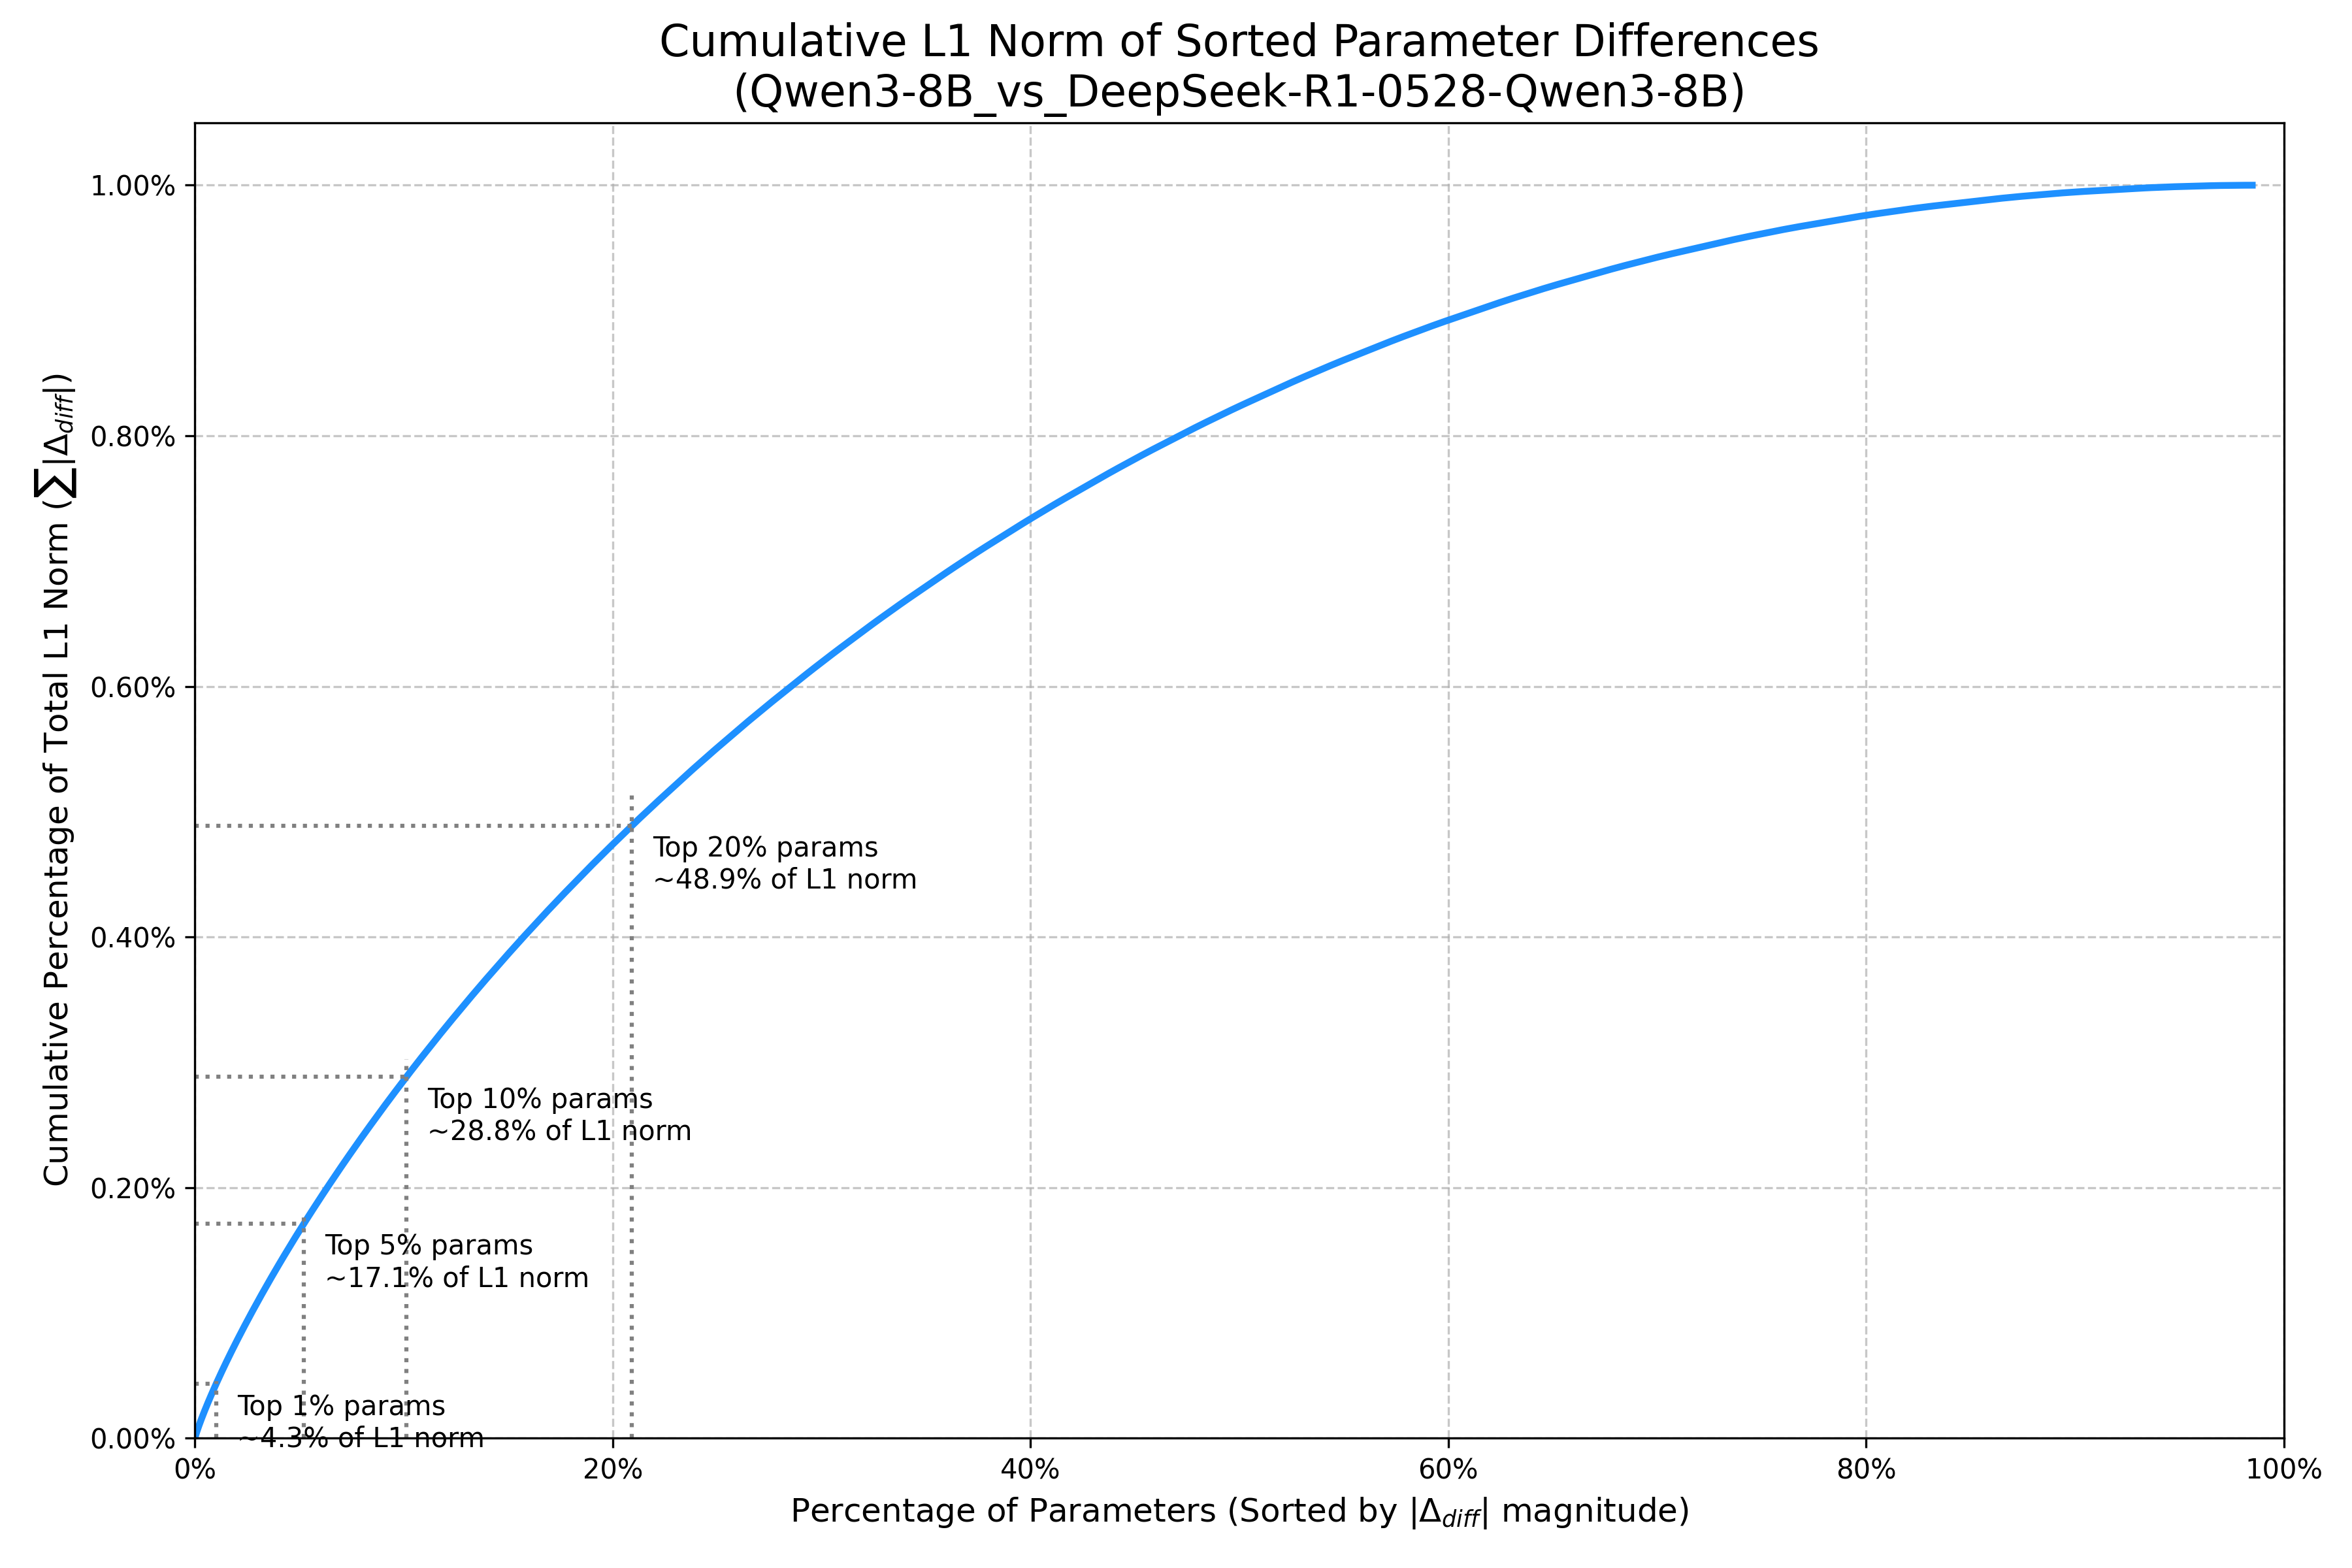 Cumulative L1 Norm of Sorted Parameter Differences
(Qwen3-8B_vs_DeepSeek-R1-0528-Qwen3-8B)
Cumulative Percentage of Total L1 Norm (∑|Δ_diff|)
1.00%
0.80%
0.60%
0.40%
0.20%
0.00%
Top 20% params
~48.9% of L1 norm
Top 10% params
~28.8% of L1 norm
Top 5% params
~17.1% of L1 norm
Top 1% params
~4.3% of L1 norm
0%
20%
40%
60%
80%
100%
Percentage of Parameters (Sorted by |Δ_diff| magnitude)